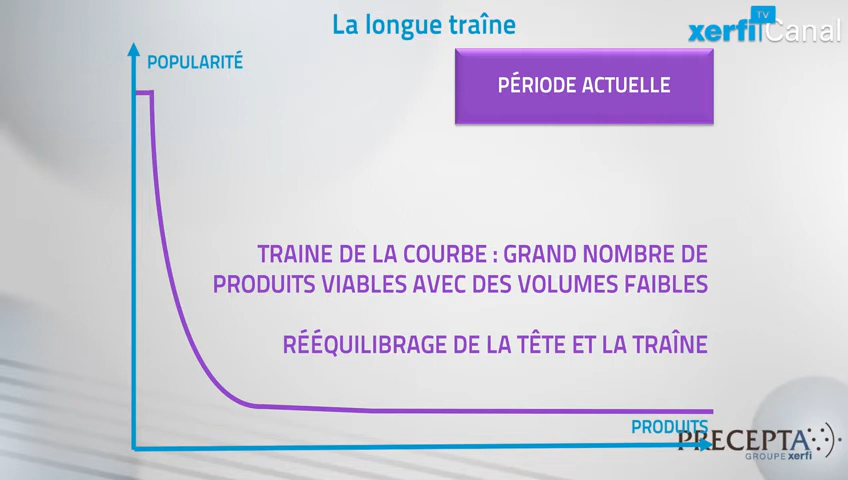 La longue traîne
TV
xerfi Canal
POPULARITÉ
PÉRIODE ACTUELLE
TRAINE DE LA COURBE : GRAND NOMBRE DE
PRODUITS VIABLES AVEC DES VOLUMES FAIBLES
RÉÉQUILIBRAGE DE LA TÊTE ET LA TRAÎNE
PRODUITS
PRECEPTA
GROUPE xerfi